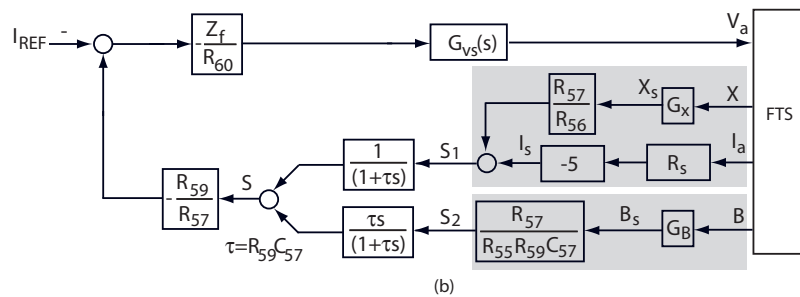 I_REF - - Z_f / R_60 G_vs(s) V_a
FTS
R_57 / R_56 X_s G_X X
1 / (1+τs) S_1 I_s -5 R_s I_a
- R_59 / R_57 S
τs / (1+τs) S_2 R_57 / R_55R_59C_57 B_s G_B B
τ=R_59C_57
(b)